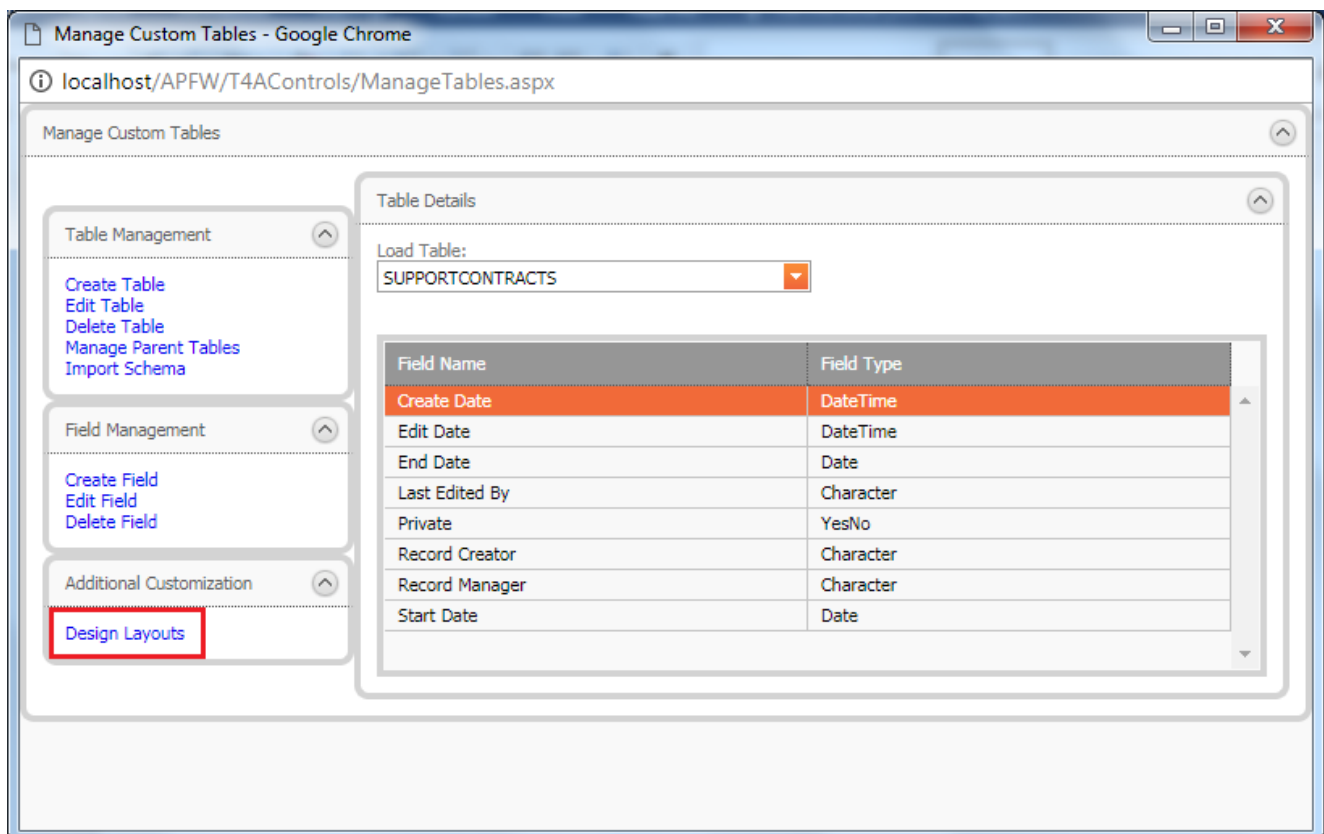 Manage Custom Tables - Google Chrome
localhost/APFW/T4AControls/ManageTables.aspx
Manage Custom Tables
Table Management
Create Table
Edit Table
Delete Table
Manage Parent Tables
Import Schema
Field Management
Create Field
Edit Field
Delete Field
Additional Customization
Design Layouts
Table Details
Load Table:
SUPPORTCONTRACTS
Field Name Field Type
Create Date DateTime
Edit Date DateTime
End Date Date
Last Edited By Character
Private YesNo
Record Creator Character
Record Manager Character
Start Date Date